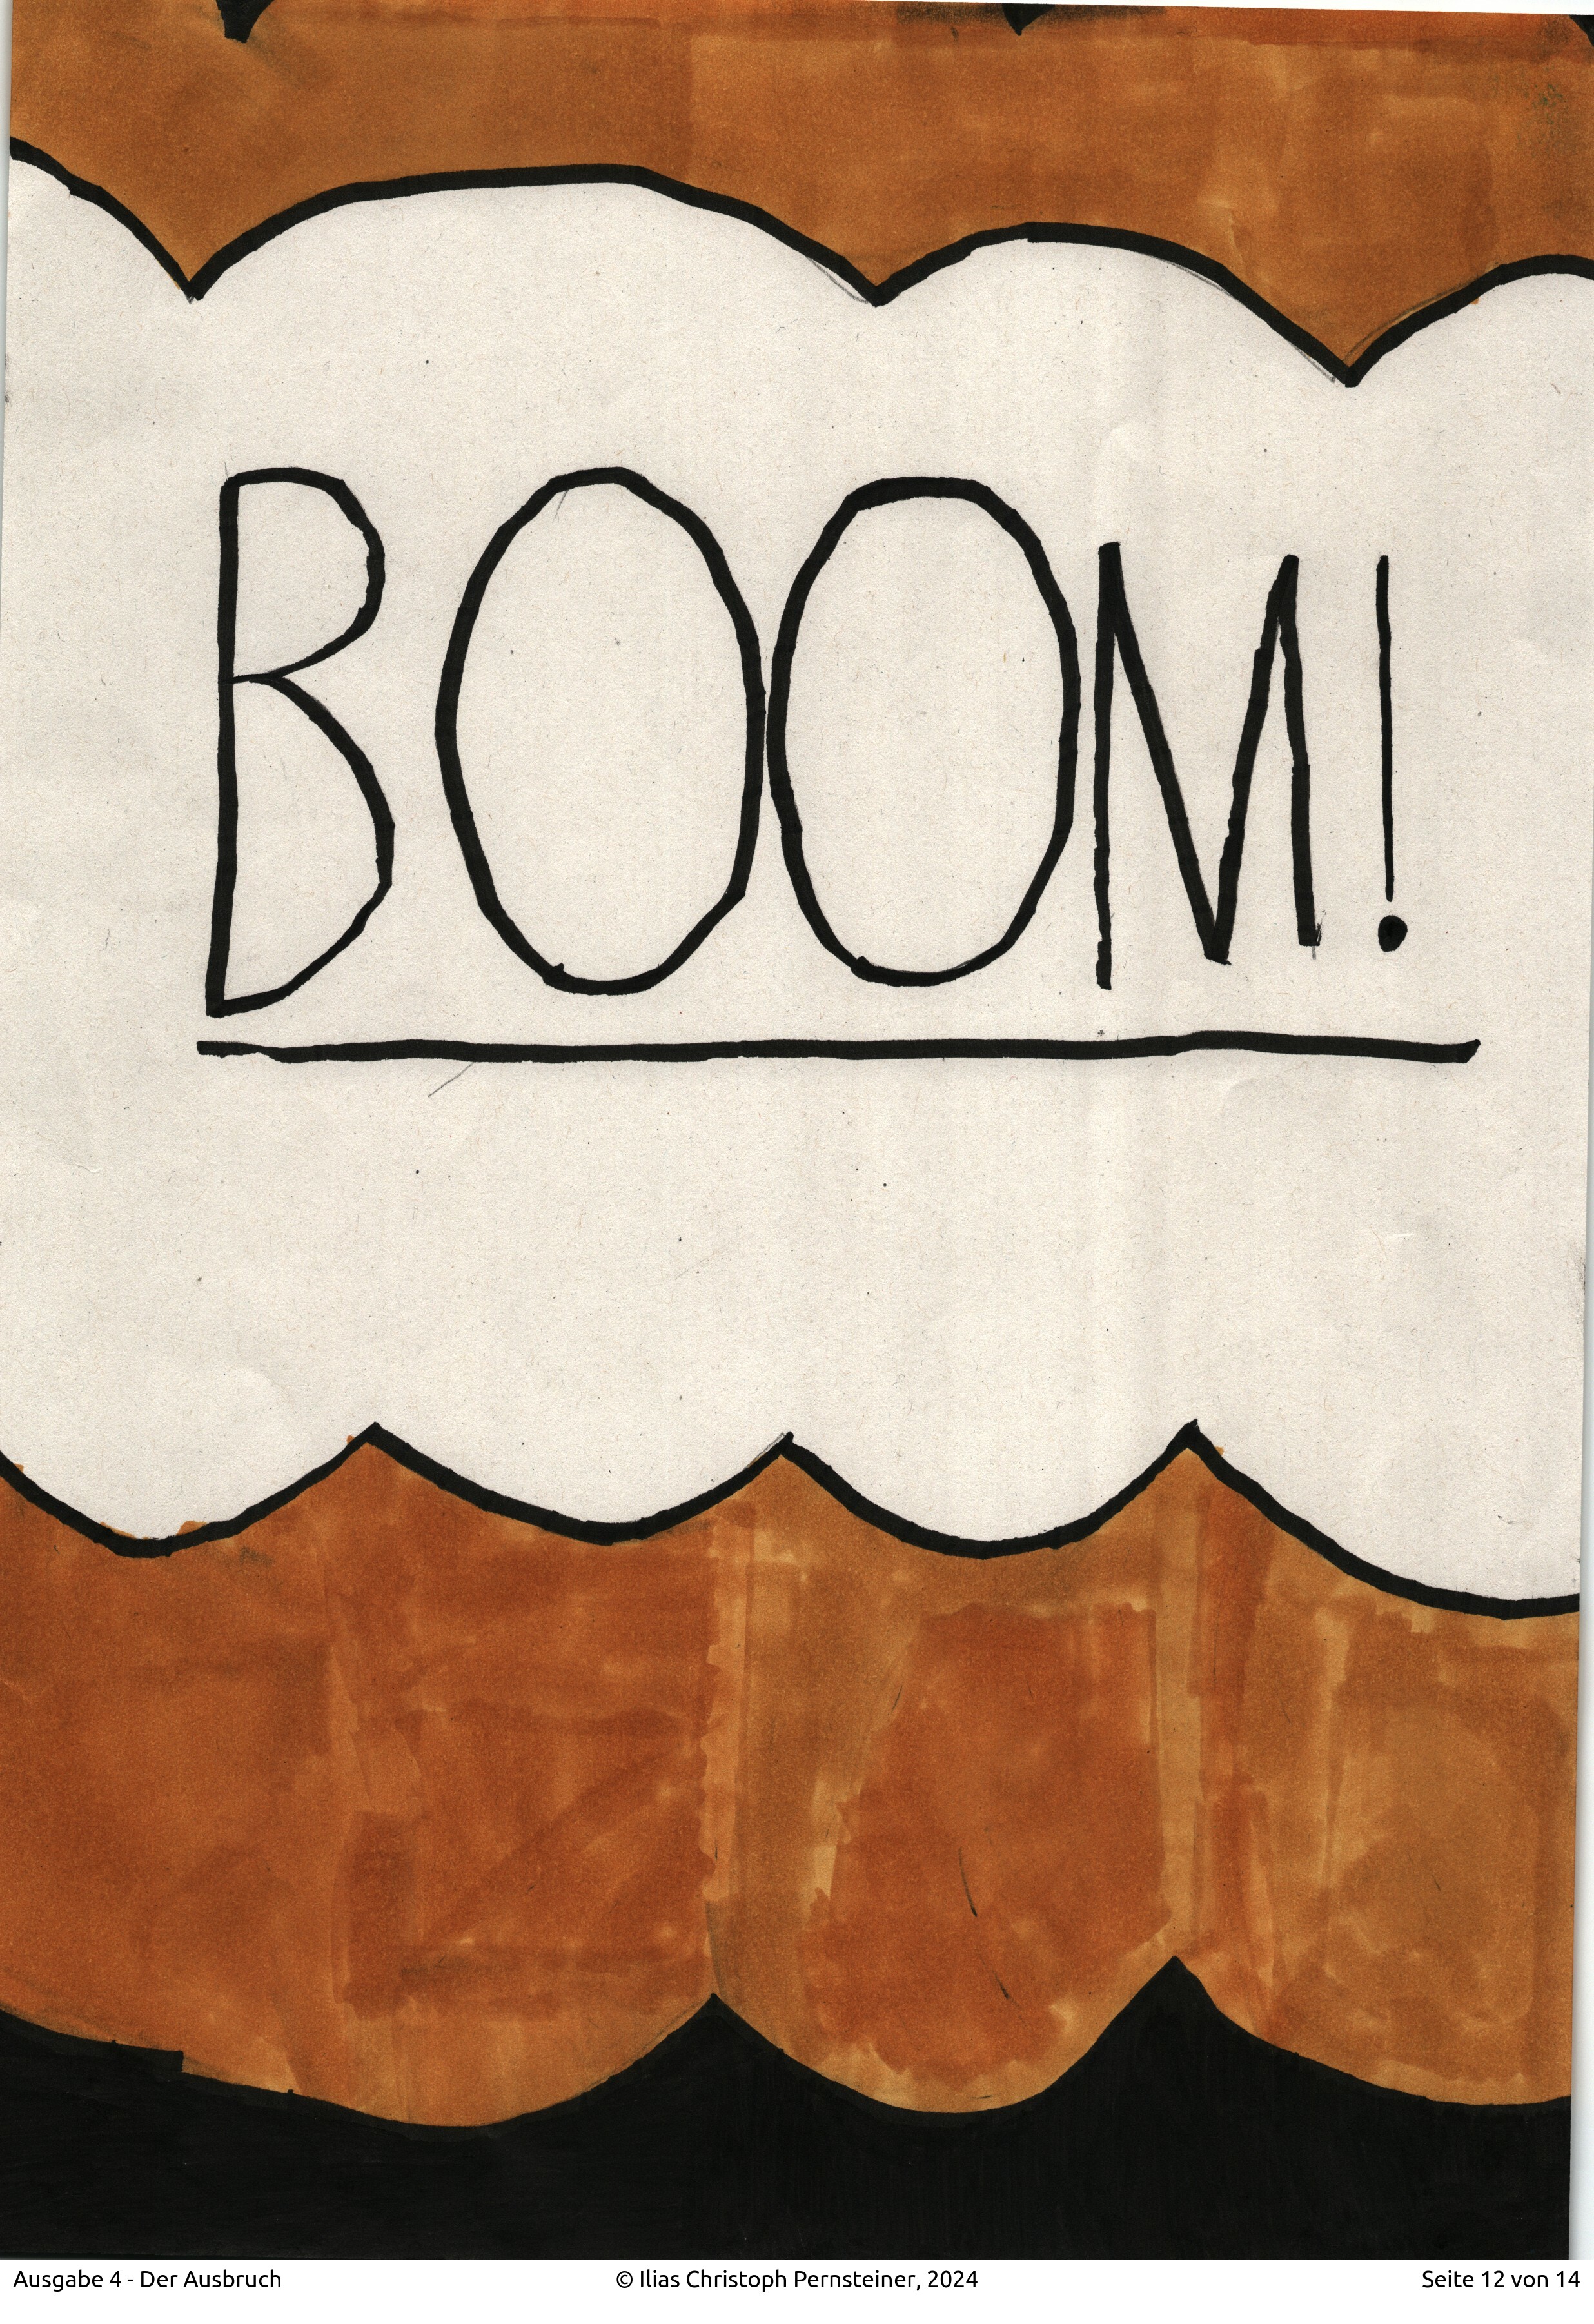 BOOM!
Ausgabe 4 - Der Ausbruch
© Ilias Christoph Pernsteiner, 2024
Seite 12 von 14